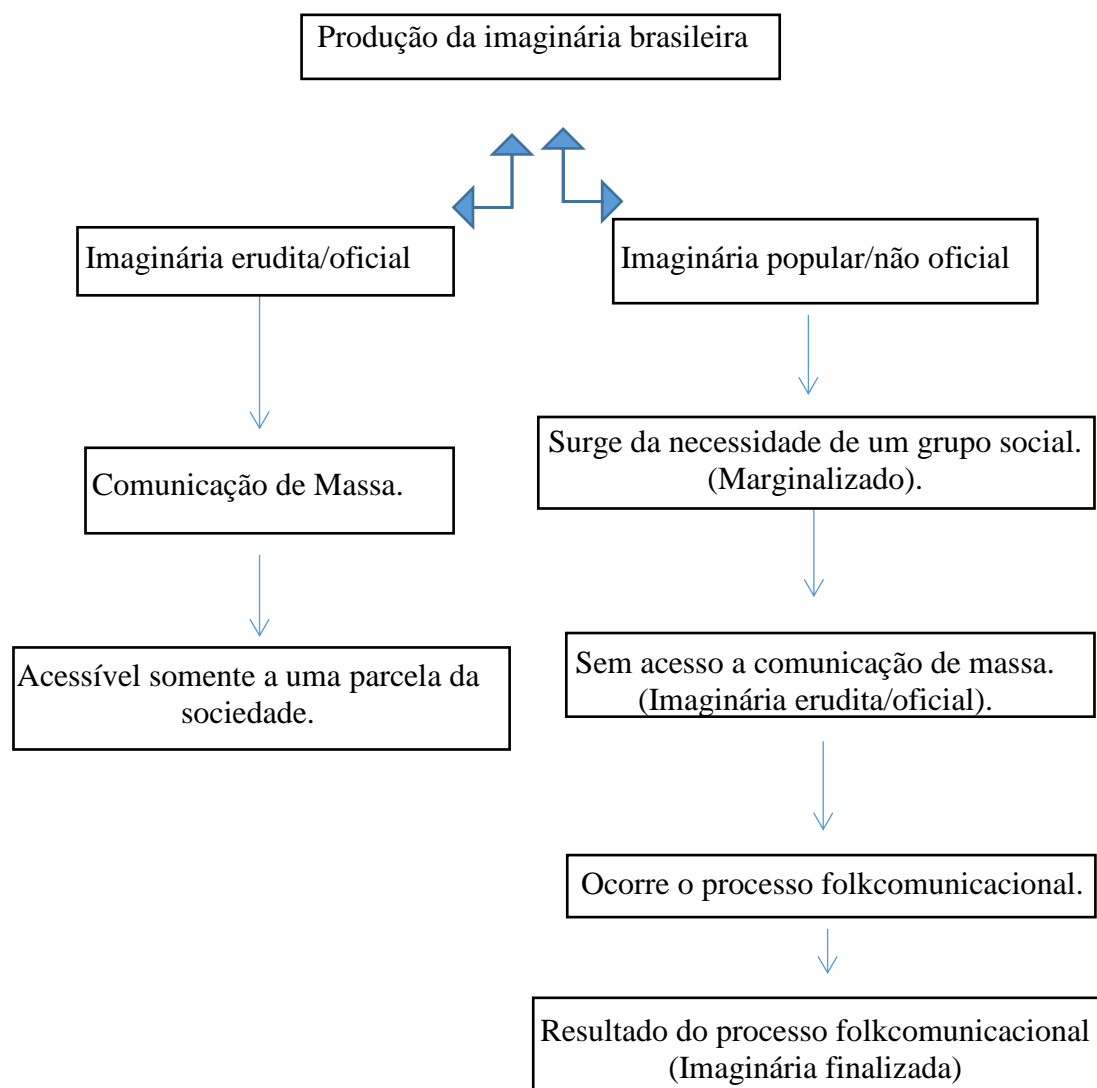 Produção da imaginária brasileira
Imaginária erudita/oficial
Imaginária popular/não oficial
Comunicação de Massa.
Surge da necessidade de um grupo social.
(Marginalizado).
Acessível somente a uma parcela da
sociedade.
Sem acesso a comunicação de massa.
(Imaginária erudita/oficial).
Ocorre o processo folkcomunicacional.
Resultado do processo folkcomunicacional
(Imaginária finalizada)